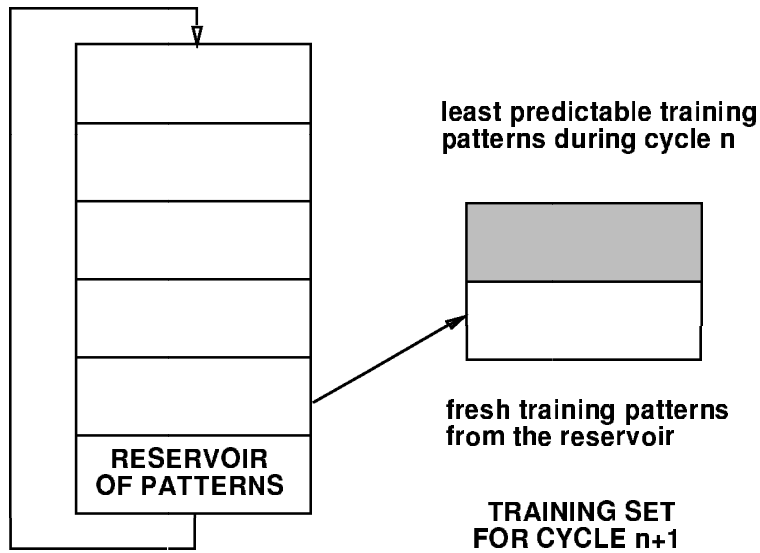 least predictable training
patterns during cycle n
fresh training patterns
from the reservoir
RESERVOIR
OF PATTERNS
TRAINING SET
FOR CYCLE n+1